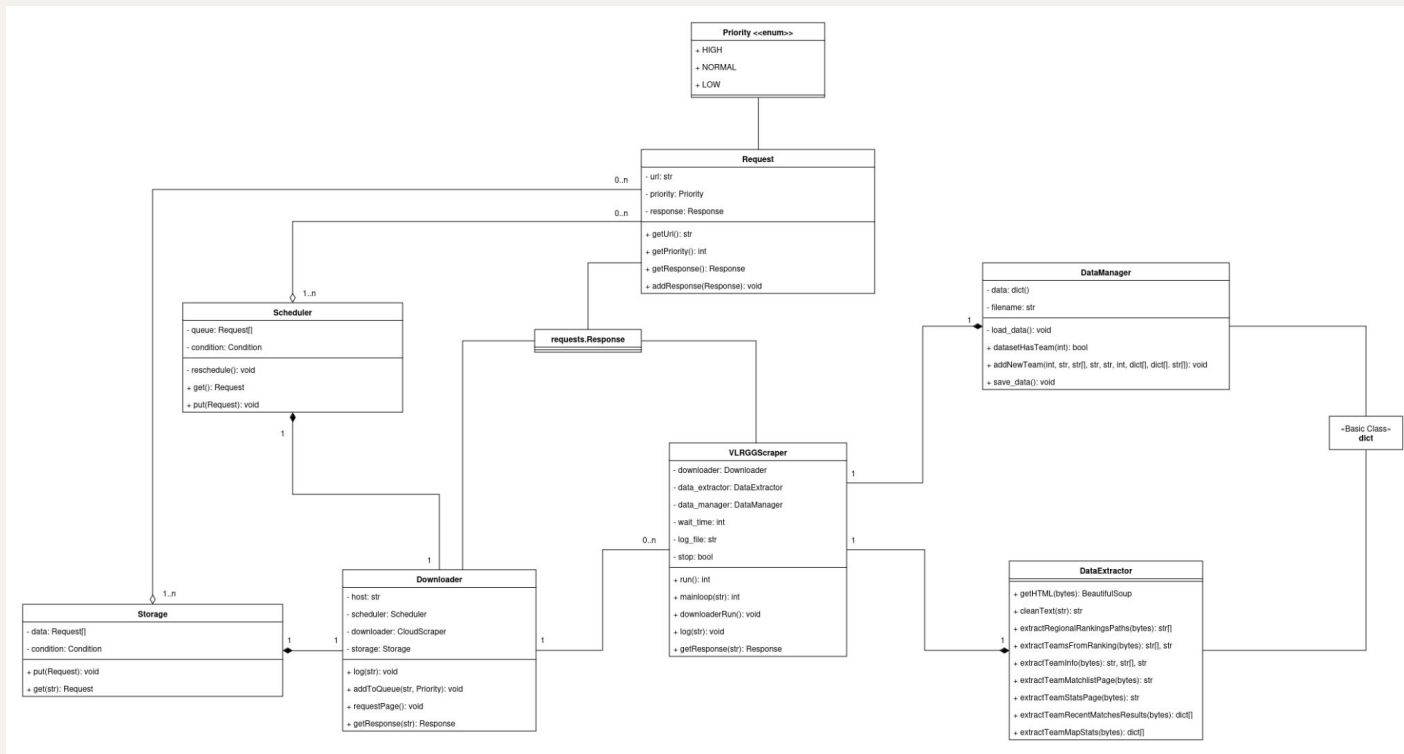 Priority <<enum>>
+ HIGH
+ NORMAL
+ LOW
Request
- url: str
- priority: Priority
- response: Response
+ getUrl(): str
+ getPriority(): int
+ getResponse(): Response
+ addResponse(Response): void
0..n
0..n
1..n
Scheduler
- queue: Request[]
- condition: Condition
- reschedule(): void
+ get(): Request
+ put(Request): void
1
requests.Response
DataManager
- data: dict()
- filename: str
- load_data(): void
+ datasetHasTeam(int): bool
+ addNewTeam(int, str, str[], str, str, int, dict[], dict[]. str[]): void
+ save_data(): void
1
«Basic Class»
dict
VLRGGScraper
- downloader: Downloader
- data_extractor: DataExtractor
- data_manager: DataManager
- wait_time: int
- log_file: str
- stop: bool
+ run(): int
+ mainloop(str): int
+ downloaderRun(): void
+ log(str): void
+ getResponse(str): Response
1
1
0..n
1
Downloader
- host: str
- scheduler: Scheduler
- downloader: CloudScraper
- storage: Storage
+ log(str): void
+ addToQueue(str, Priority): void
+ requestPage(): void
+ getResponse(str): Response
1
1
1..n
Storage
- data: Request[]
- condition: Condition
+ put(Request): void
+ get(str): Request
1
DataExtractor
+ getHTML(bytes): BeautifulSoup
+ cleanText(str): str
+ extractRegionalRankingsPaths(bytes): str[]
+ extractTeamsFromRanking(bytes): str[], str
+ extractTeamInfo(bytes): str, str[], str
+ extractTeamMatchlistPage(bytes): str
+ extractTeamStatsPage(bytes): str
+ extractTeamRecentMatchesResults(bytes): dict[]
+ extractTeamMapStats(bytes): dict[]
1